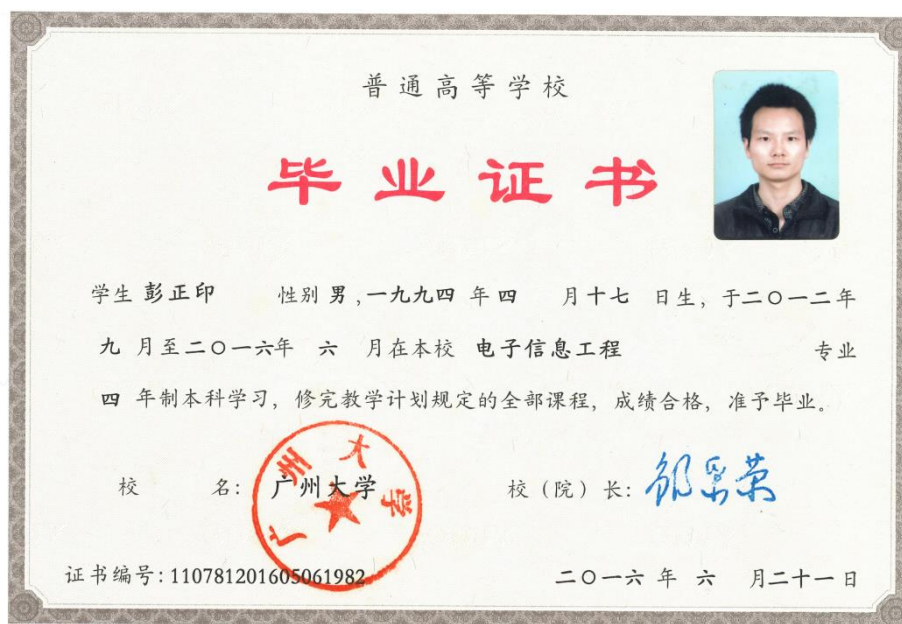 普通高等学校
毕业证书
学生 彭正印 性别 男 ,一九九四 年 四 月 十七 日生，于二〇一二年
九 月至二〇一六年 六 月在本校 电子信息工程 专业
四 年制本科学习，修完教学计划规定的全部课程，成绩合格，准予毕业。
校 名： 广州大学
广州大学
校（院）长：
证书编号：110781201605061982
二〇一六 年 六 月二十一日